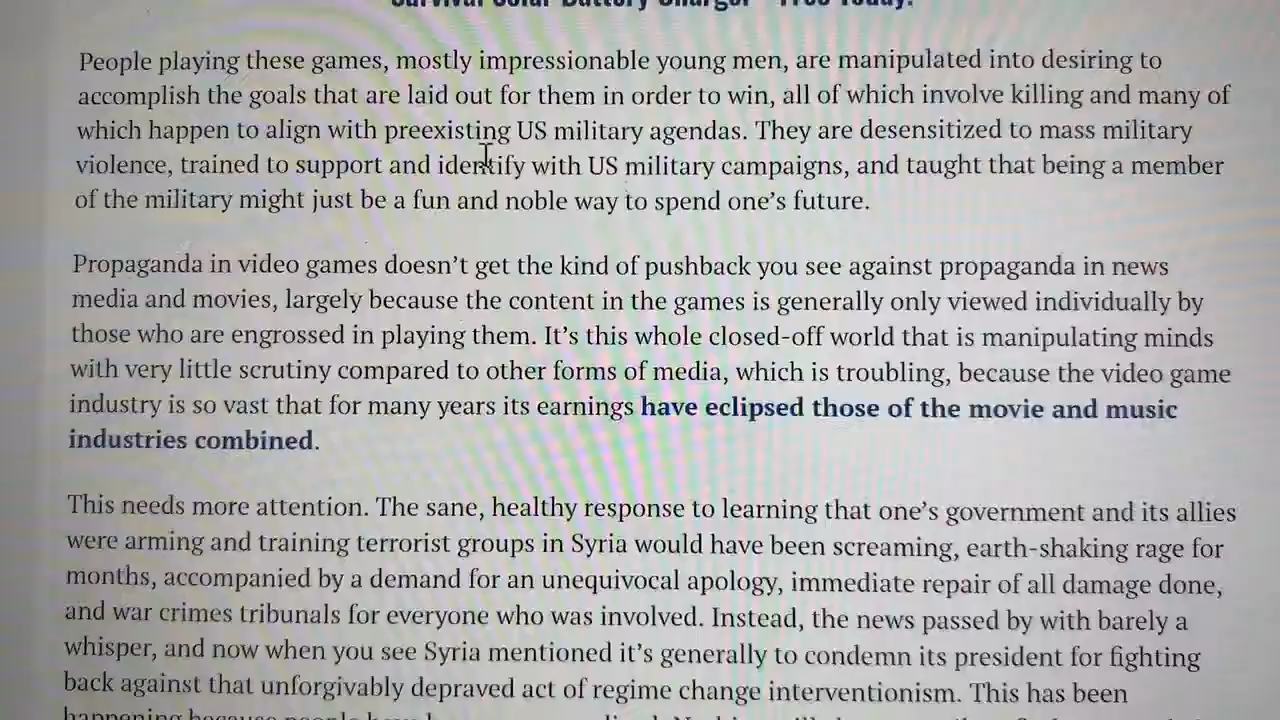 Survival Solar Battery Charger - Free Today!
People playing these games, mostly impressionable young men, are manipulated into desiring to
accomplish the goals that are laid out for them in order to win, all of which involve killing and many of
which happen to align with preexisting US military agendas. They are desensitized to mass military
violence, trained to support and identify with US military campaigns, and taught that being a member
of the military might just be a fun and noble way to spend one’s future.
Propaganda in video games doesn’t get the kind of pushback you see against propaganda in news
media and movies, largely because the content in the games is generally only viewed individually by
those who are engrossed in playing them. It’s this whole closed-off world that is manipulating minds
with very little scrutiny compared to other forms of media, which is troubling, because the video game
industry is so vast that for many years its earnings have eclipsed those of the movie and music
industries combined.
This needs more attention. The sane, healthy response to learning that one’s government and its allies
were arming and training terrorist groups in Syria would have been screaming, earth-shaking rage for
months, accompanied by a demand for an unequivocal apology, immediate repair of all damage done,
and war crimes tribunals for everyone who was involved. Instead, the news passed by with barely a
whisper, and now when you see Syria mentioned it’s generally to condemn its president for fighting
back against that unforgivably depraved act of regime change interventionism. This has been
happening because people